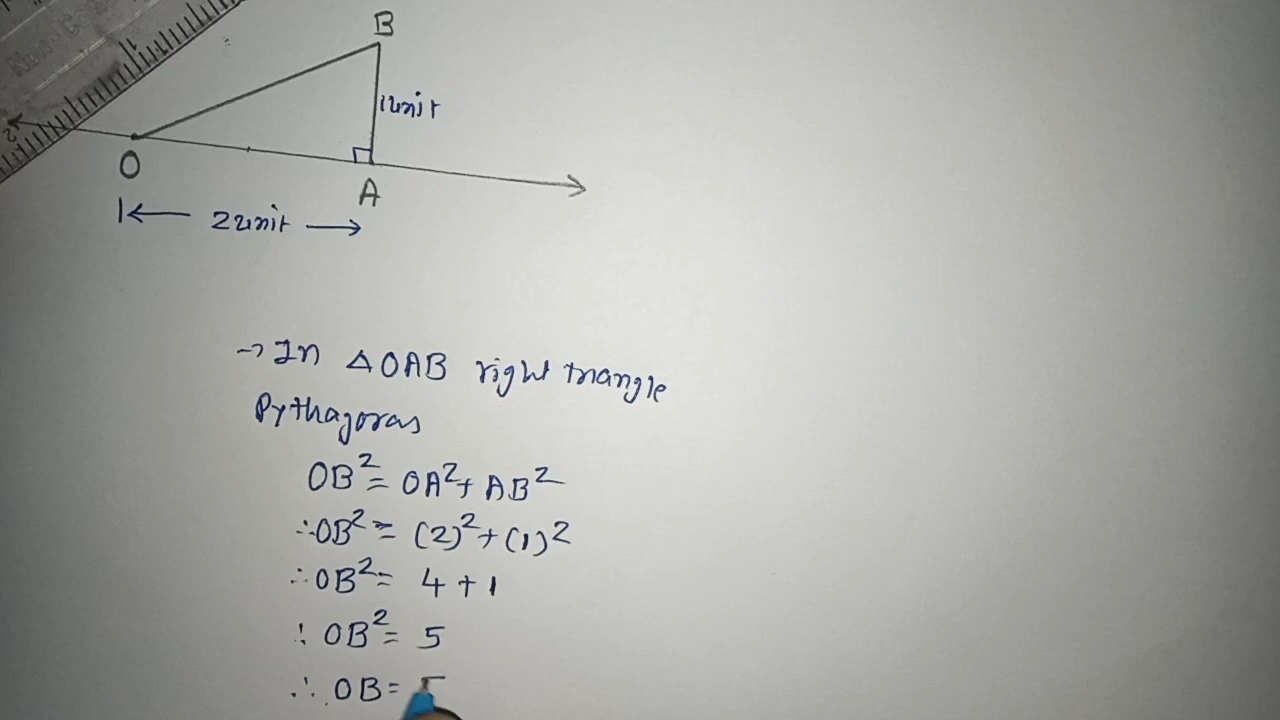 B
1unit
O
A
2unit
→ In △OAB right triangle
Pythagoras
OB² = OA² + AB²
∴ OB² = (2)² + (1)²
∴ OB² = 4 + 1
∴ OB² = 5
∴ OB =